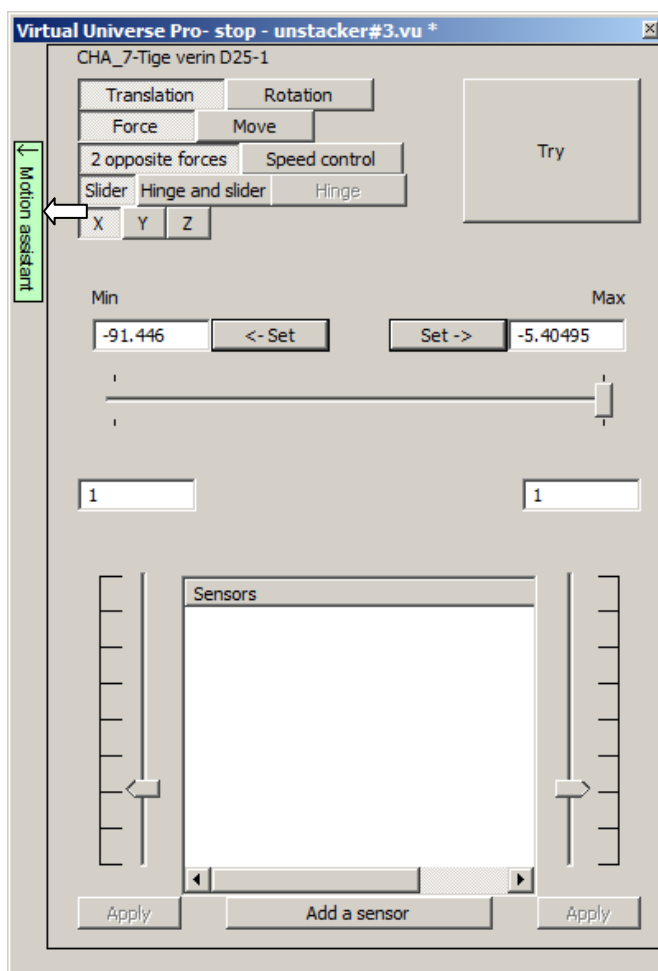 Virtual Universe Pro- stop - unstacker#3.vu *
CHA_7-Tige verin D25-1
Translation Rotation
Force Move
Try
2 opposite forces Speed control
Slider Hinge and slider Hinge
X Y Z
← Motion assistant
Min Max
-91.446 <- Set Set -> -5.40495
1 1
Sensors
Apply Add a sensor Apply